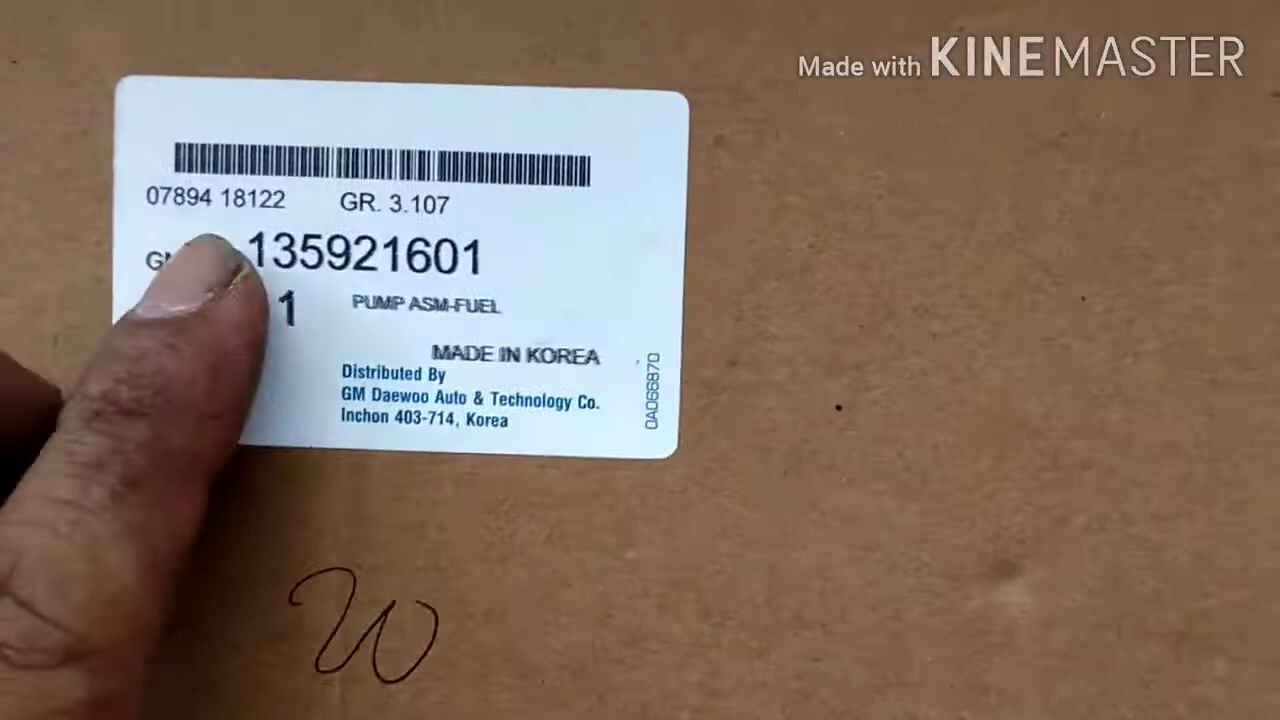 Made with KINEMASTER
07894 18122 GR. 3.107
135921601
1 PUMP ASM-FUEL
MADE IN KOREA
Distributed By
GM Daewoo Auto & Technology Co.
Inchon 403-714, Korea
0A066870